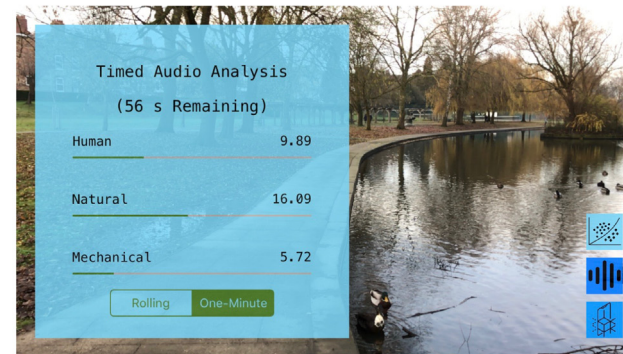 Timed Audio Analysis
(56 s Remaining)
Human 9.89
Natural 16.09
Mechanical 5.72
Rolling One-Minute